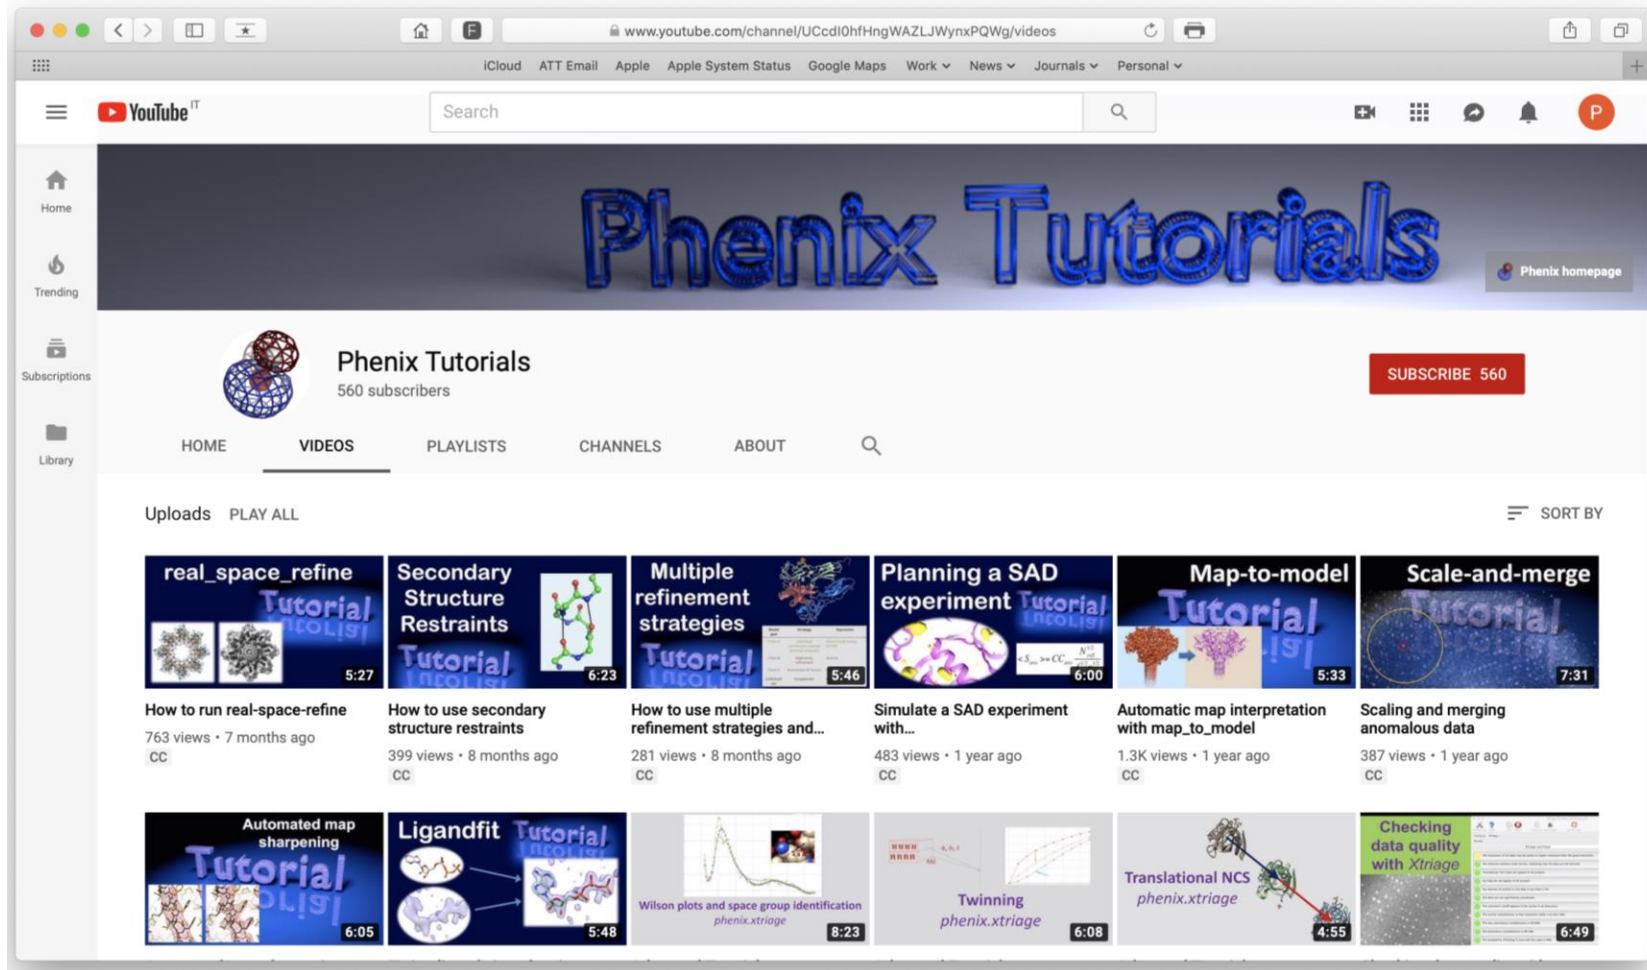 www.youtube.com/channel/UCcdI0hfHngWAZLJWynxPQWg/videos
iCloud ATT Email Apple Apple System Status Google Maps Work News Journals Personal
YouTube IT
Search
P
Phenix Tutorials
Phenix homepage
Home
Trending
Subscriptions
Library
Phenix Tutorials
560 subscribers
SUBSCRIBE 560
HOME VIDEOS PLAYLISTS CHANNELS ABOUT
Uploads PLAY ALL
SORT BY
real_space_refine
Tutorial
5:27
Secondary
Structure
Restraints
Tutorial
6:23
Multiple
refinement
strategies
Tutorial
5:46
Planning a SAD
experiment Tutorial
6:00
Map-to-model
Tutorial
5:33
Scale-and-merge
Tutorial
7:31
How to run real-space-refine
763 views • 7 months ago
CC
How to use secondary
structure restraints
399 views • 8 months ago
CC
How to use multiple
refinement strategies and...
281 views • 8 months ago
CC
Simulate a SAD experiment
with...
483 views • 1 year ago
CC
Automatic map interpretation
with map_to_model
1.3K views • 1 year ago
CC
Scaling and merging
anomalous data
387 views • 1 year ago
CC
Automated map
sharpening
Tutorial
6:05
Ligandfit Tutorial
5:48
Wilson plots and space group identification
phenix.xtriage
8:23
Twinning
phenix.xtriage
6:08
Translational NCS
phenix.xtriage
4:55
Checking
data quality
with Xtriage
6:49